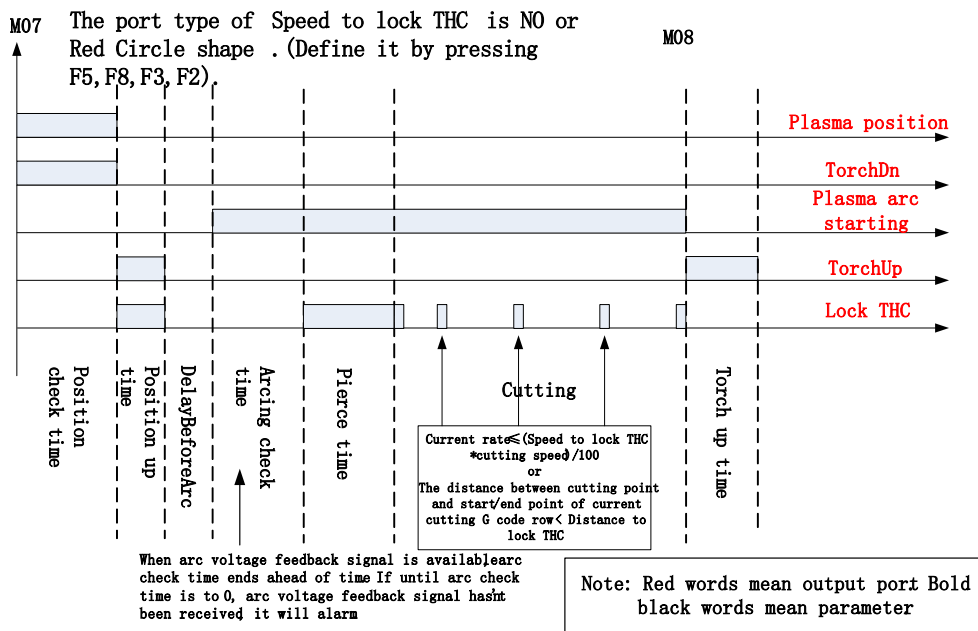 M07
The port type of Speed to lock THC is NO or
Red Circle shape .(Define it by pressing
F5,F8,F3,F2).
M08
Plasma position
TorchDn
Plasma arc
starting
TorchUp
Lock THC
Position
check time
Position up
time
DelayBeforeArc
Arcing check
time
Pierce time
Cutting
Torch up time
Current rate≤(Speed to lock THC
*cutting speed)/100
or
The distance between cutting point
and start/end point of current
cutting G code row< Distance to
lock THC
When arc voltage feedback signal is available,arc
check time ends ahead of time.If until arc check
time is to 0, arc voltage feedback signal hasn't
been received, it will alarm
Note: Red words mean output port. Bold
black words mean parameter